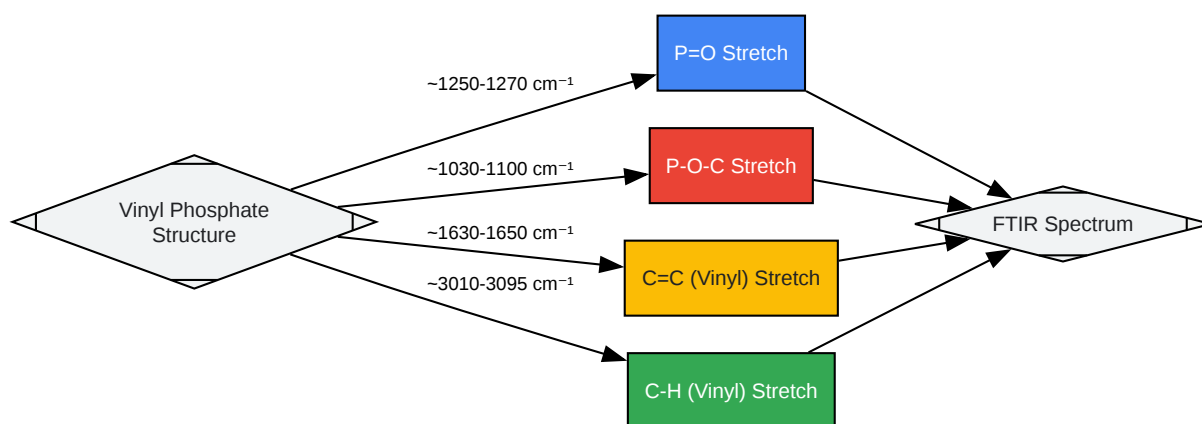 P=O Stretch
~1250-1270 cm⁻¹
P-O-C Stretch
~1030-1100 cm⁻¹
Vinyl Phosphate
Structure
FTIR Spectrum
~1630-1650 cm⁻¹
C=C (Vinyl) Stretch
~3010-3095 cm⁻¹
C-H (Vinyl) Stretch